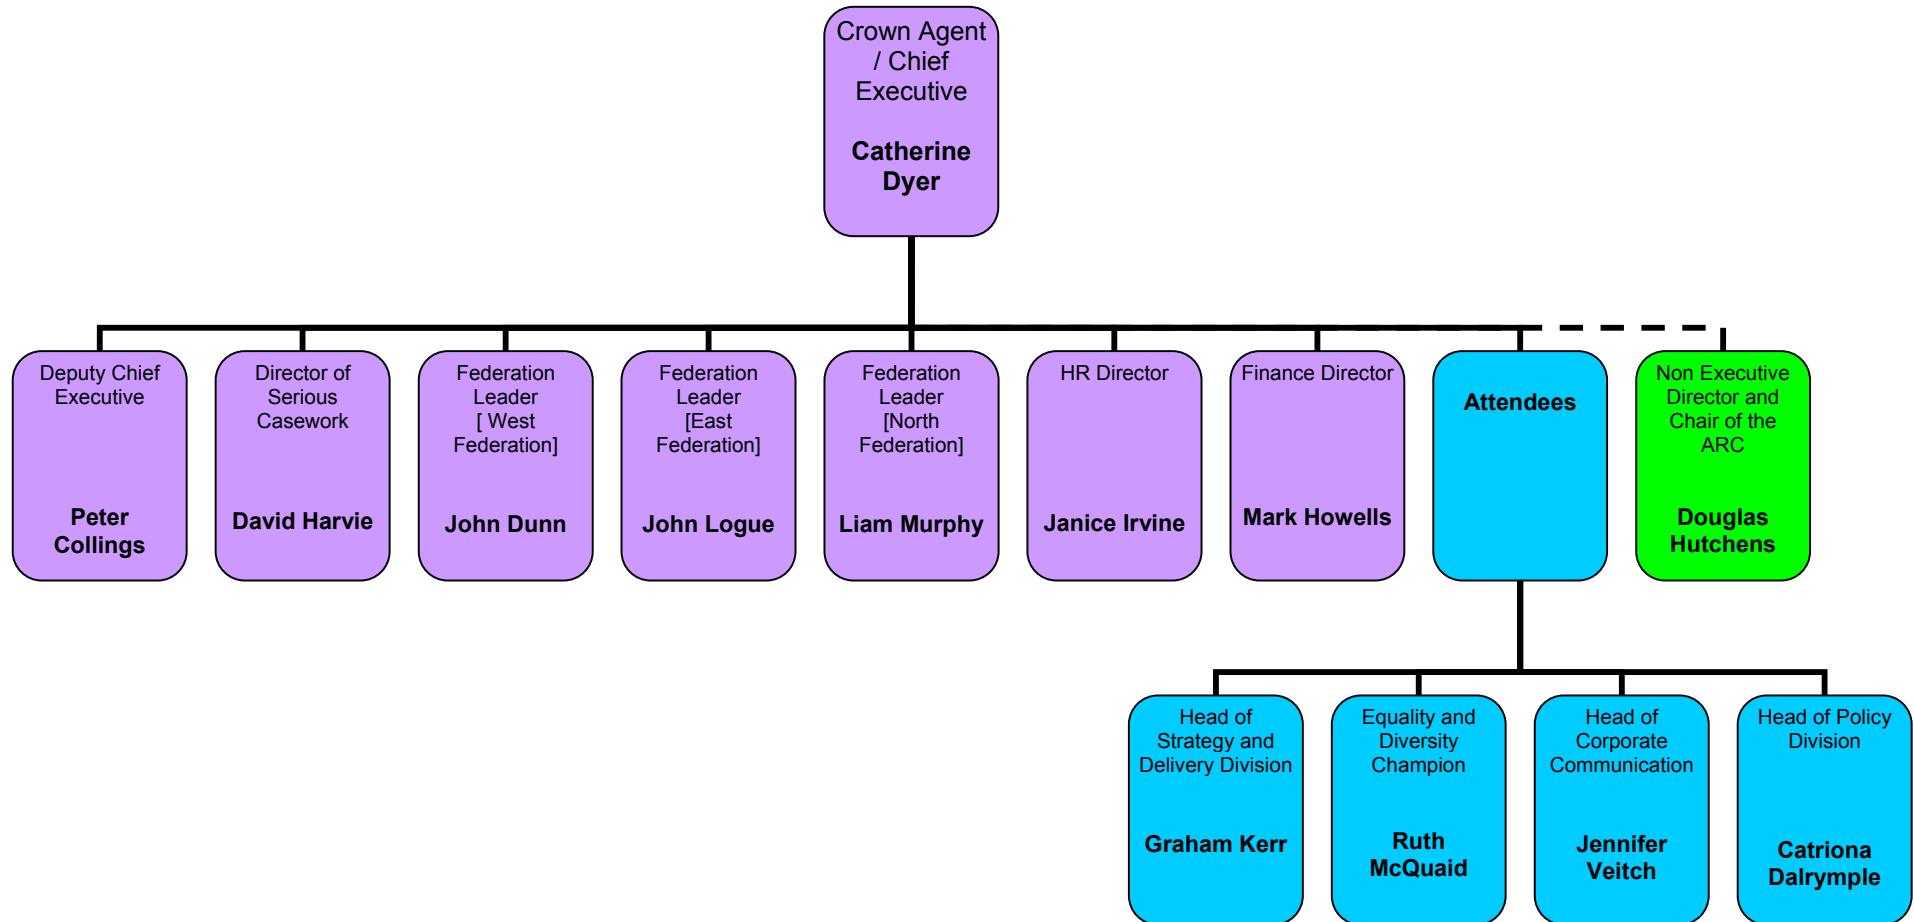 Crown Agent
/ Chief
Executive
Catherine
Dyer
Deputy Chief
Executive
Peter
Collings
Director of
Serious
Casework
David Harvie
Federation
Leader
[ West
Federation]
John Dunn
Federation
Leader
[East
Federation]
John Logue
Federation
Leader
[North
Federation]
Liam Murphy
HR Director
Janice Irvine
Finance Director
Mark Howells
Attendees
Non Executive
Director and
Chair of the
ARC
Douglas
Hutchens
Head of
Strategy and
Delivery Division
Graham Kerr
Equality and
Diversity
Champion
Ruth
McQuaid
Head of
Corporate
Communication
Jennifer
Veitch
Head of Policy
Division
Catriona
Dalrymple